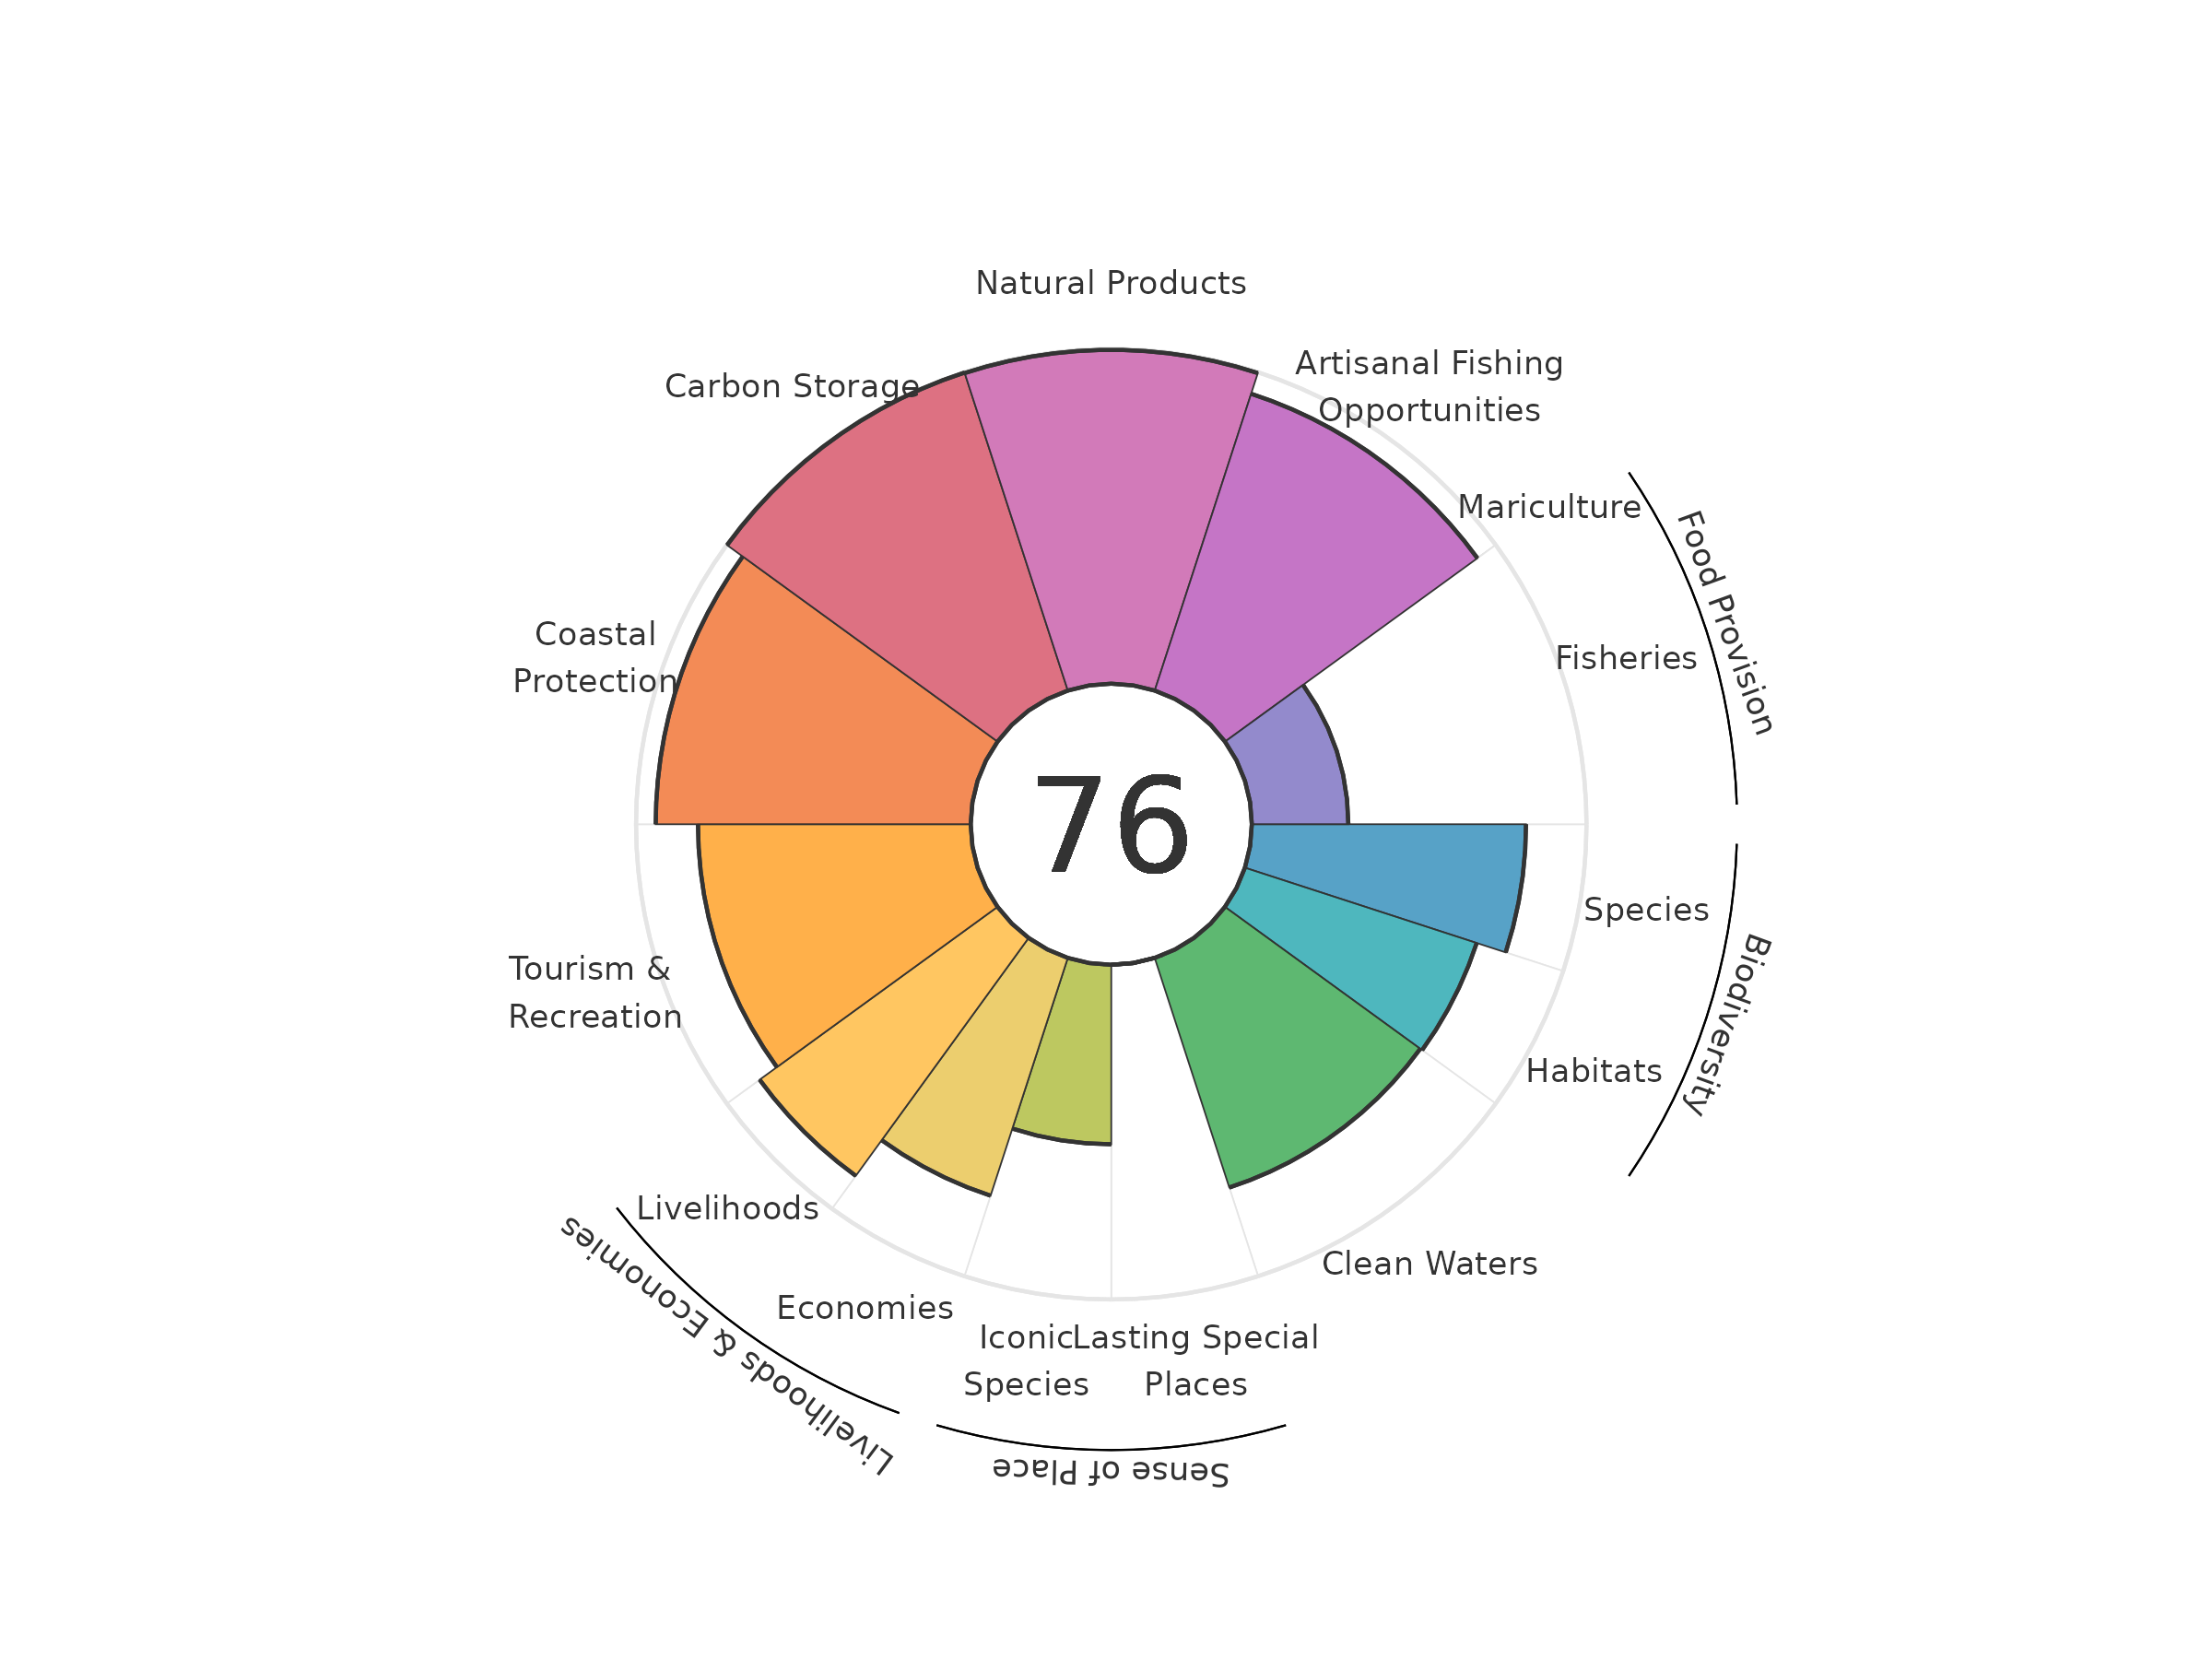 Natural Products
Artisanal Fishing
Opportunities
Carbon Storage
Mariculture
Food Provision
Coastal
Protection
Fisheries
76
Species
Biodiversity
Tourism &
Recreation
Habitats
Livelihoods
Clean Waters
Livelihoods & Economies
Economies
Iconic
Species
Lasting Special
Places
Sense of Place